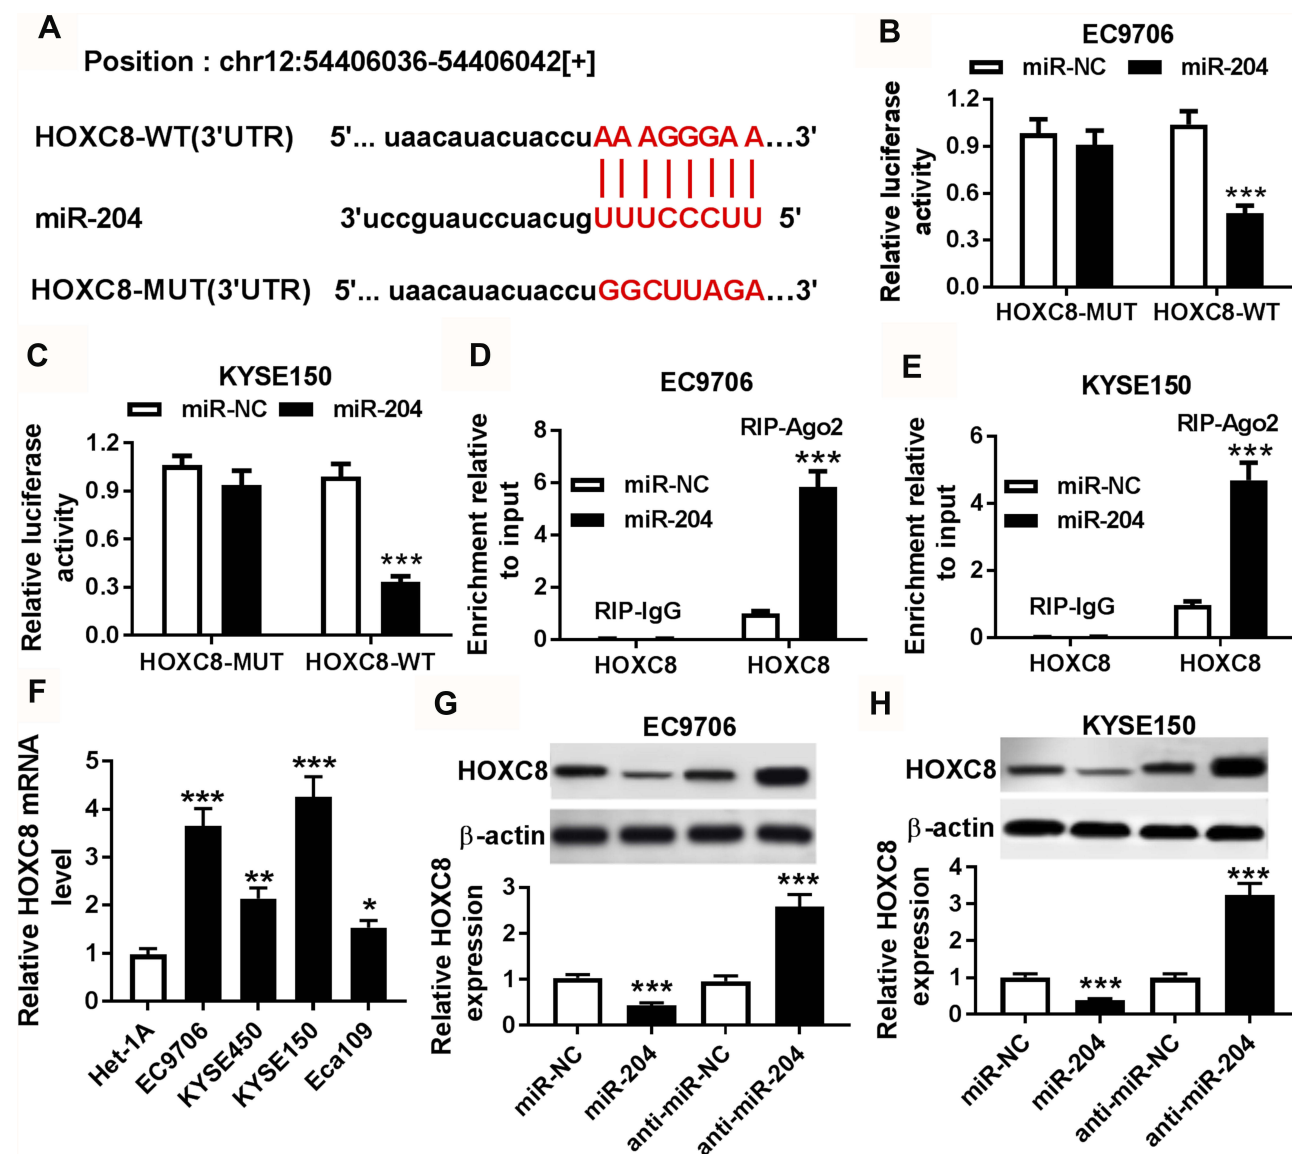 A
Position : chr12:54406036-54406042[+]
HOXC8-WT(3'UTR) 5'... uaacauacuaccuAA AGGGA A...3'
miR-204 3'uccguauccuacugUUUCCCUU 5'
HOXC8-MUT(3'UTR) 5'... uaacauacuaccuGGCUUAGA...3'
B
EC9706
miR-NC miR-204
Relative luciferase
activity
1.2
0.9
0.6
0.3
0.0
***
HOXC8-MUT HOXC8-WT
C
KYSE150
miR-NC miR-204
Relative luciferase
activity
1.2
0.9
0.6
0.3
0.0
***
HOXC8-MUT HOXC8-WT
D
EC9706
Enrichment relative
to input
8
6
4
2
0
RIP-Ago2
***
miR-NC
miR-204
RIP-IgG
HOXC8 HOXC8
E
KYSE150
Enrichment relative
to input
6
4
2
0
RIP-Ago2
***
miR-NC
miR-204
RIP-IgG
HOXC8 HOXC8
F
Relative HOXC8 mRNA
level
5
4
3
2
1
0
*** ** *** *
Het-1A
EC9706
KYSE450
KYSE150
Eca109
G
EC9706
HOXC8
β-actin
Relative HOXC8
expression
3
2
1
0
*** ***
miR-NC
miR-204
anti-miR-NC
anti-miR-204
H
KYSE150
HOXC8
β-actin
Relative HOXC8
expression
4
3
2
1
0
*** ***
miR-NC
miR-204
anti-miR-NC
anti-miR-204